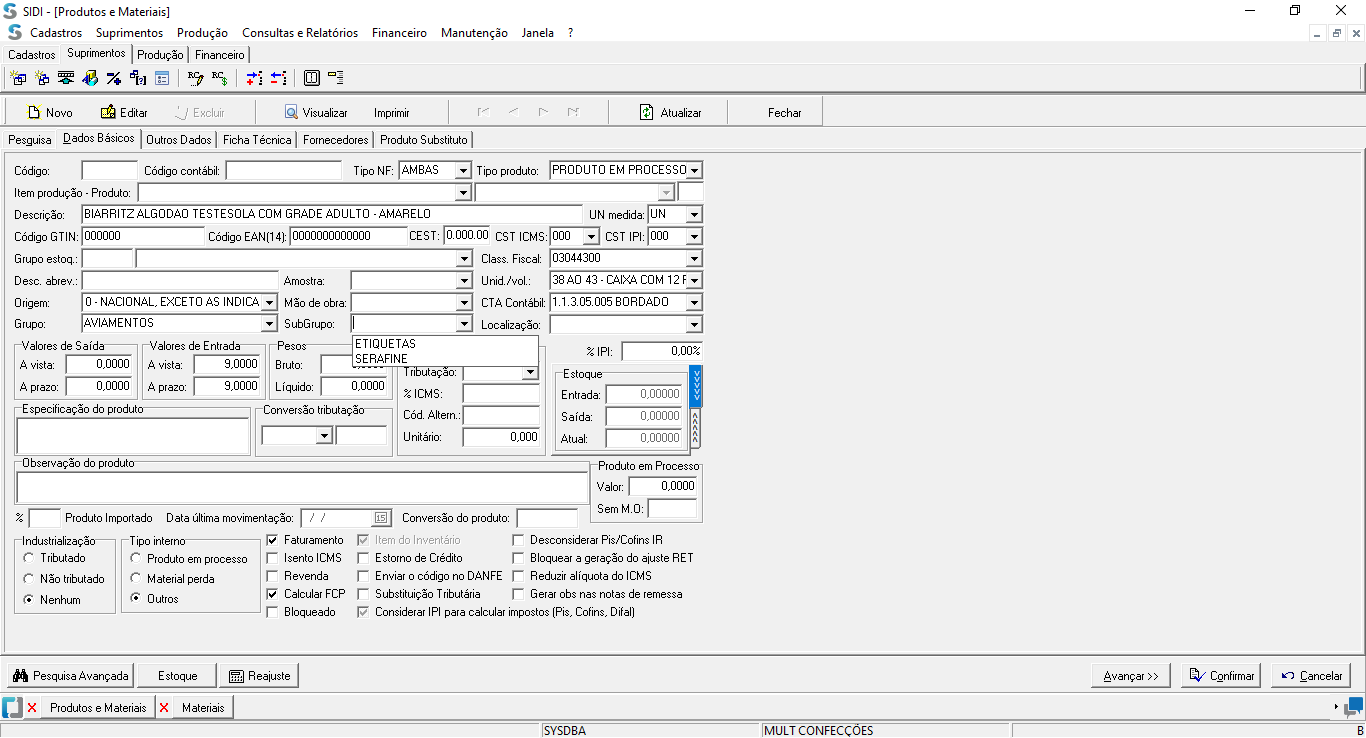 SIDI - [Produtos e Materiais]
Cadastros Suprimentos Produção Consultas e Relatórios Financeiro Manutenção Janela ?
Cadastros Suprimentos Produção Financeiro
Novo Editar Excluir Visualizar Imprimir Atualizar Fechar
Pesquisa Dados Básicos Outros Dados Ficha Técnica Fornecedores Produto Substituto
Código: Código contábil: Tipo NF: AMBAS Tipo produto: PRODUTO EM PROCESSO
Item produção - Produto:
Descrição: BIARRITZ ALGODAO TESTESOLA COM GRADE ADULTO - AMARELO UN medida: UN
Código GTIN: 000000 Código EAN(14): 0000000000000 CEST: 0.000.00 CST ICMS: 000 CST IPI: 000
Grupo estoq.: Class. Fiscal: 03044300
Desc. abrev.: Amostra: Unid./vol.: 38 AO 43 - CAIXA COM 12 F
Origem: 0 - NACIONAL, EXCETO AS INDICA Mão de obra: CTA Contábil: 1.1.3.05.005 BORDADO
Grupo: AVIAMENTOS SubGrupo: Localização:
ETIQUETAS
SERAFINE
Valores de Saída Valores de Entrada Pesos
A vista: 0,0000 A vista: 9,0000 Bruto: % IPI: 0,00%
A prazo: 0,0000 A prazo: 9,0000 Líquido: 0,0000 Tributação: Estoque
% ICMS: Entrada: 0,00000
Especificação do produto Conversão tributação Cód. Altern.: Saída: 0,00000
Unitário: 0,000 Atual: 0,00000
Observação do produto Produto em Processo
Valor: 0,0000
Sem M.O:
% Produto Importado Data última movimentação: / / 15 Conversão do produto:
Industrialização Tipo interno Faturamento Item do Inventário Desconsiderar Pis/Cofins IR
Tributado Produto em processo Isento ICMS Estorno de Crédito Bloquear a geração do ajuste RET
Não tributado Material perda Revenda Enviar o código no DANFE Reduzir alíquota do ICMS
Nenhum Outros Calcular FCP Substituição Tributária Gerar obs nas notas de remessa
Bloqueado Considerar IPI para calcular impostos (Pis, Cofins, Difal)
Pesquisa Avançada Estoque Reajuste Avançar >> Confirmar Cancelar
Produtos e Materiais Materiais
SYSDBA MULT CONFECÇÕES B